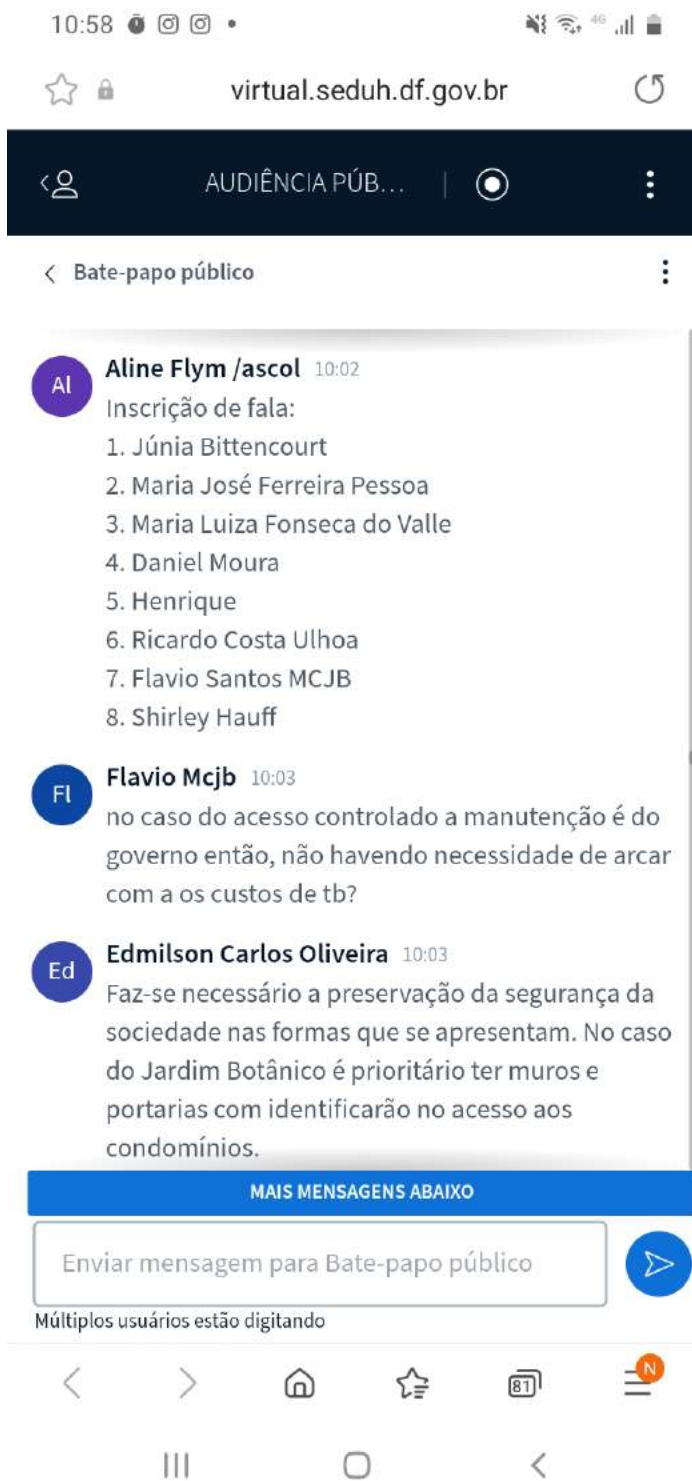 10:58
4G
virtual.seduh.df.gov.br
AUDIÊNCIA PÚB... |
Bate-papo público
Al
Aline Flym /ascol 10:02
Inscrição de fala:
1. Júnia Bittencourt
2. Maria José Ferreira Pessoa
3. Maria Luiza Fonseca do Valle
4. Daniel Moura
5. Henrique
6. Ricardo Costa Ulhoa
7. Flavio Santos MCJB
8. Shirley Hauff
Fl
Flavio Mcjb 10:03
no caso do acesso controlado a manutenção é do
governo então, não havendo necessidade de arcar
com a os custos de tb?
Ed
Edmilson Carlos Oliveira 10:03
Faz-se necessário a preservação da segurança da
sociedade nas formas que se apresentam. No caso
do Jardim Botânico é prioritário ter muros e
portarias com identificarão no acesso aos
condomínios.
MAIS MENSAGENS ABAIXO
Enviar mensagem para Bate-papo público
Múltiplos usuários estão digitando
81
N